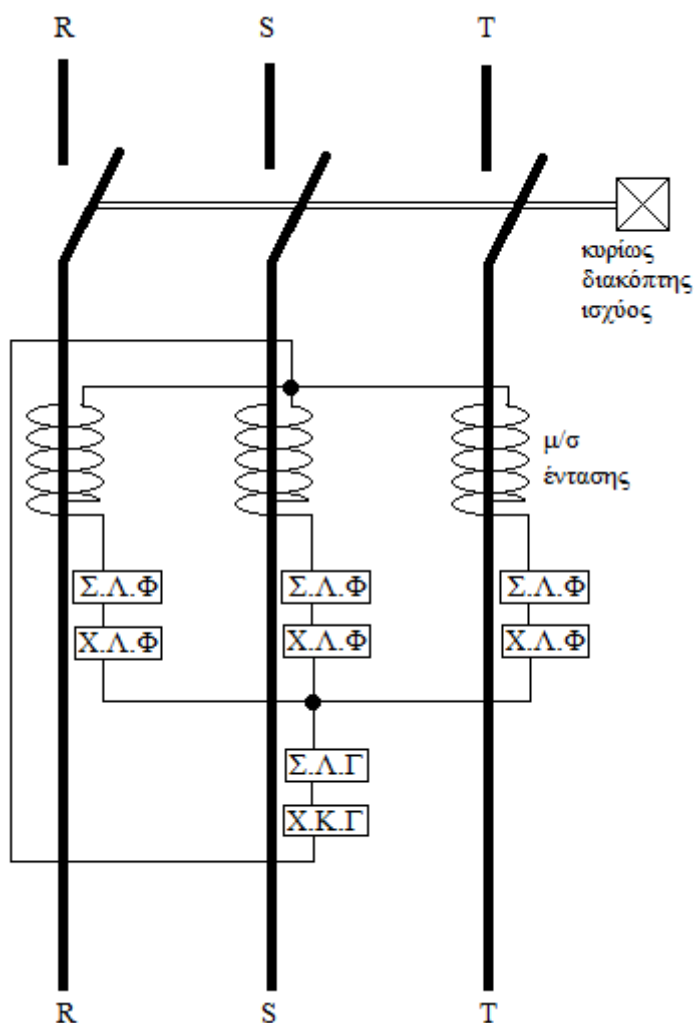 R
S
T
κυρίως
διακόπτης
ισχύος
μ/σ
έντασης
Σ.Λ.Φ
Σ.Λ.Φ
Σ.Λ.Φ
Χ.Λ.Φ
Χ.Λ.Φ
Χ.Λ.Φ
Σ.Λ.Γ
Χ.Κ.Γ
R
S
T